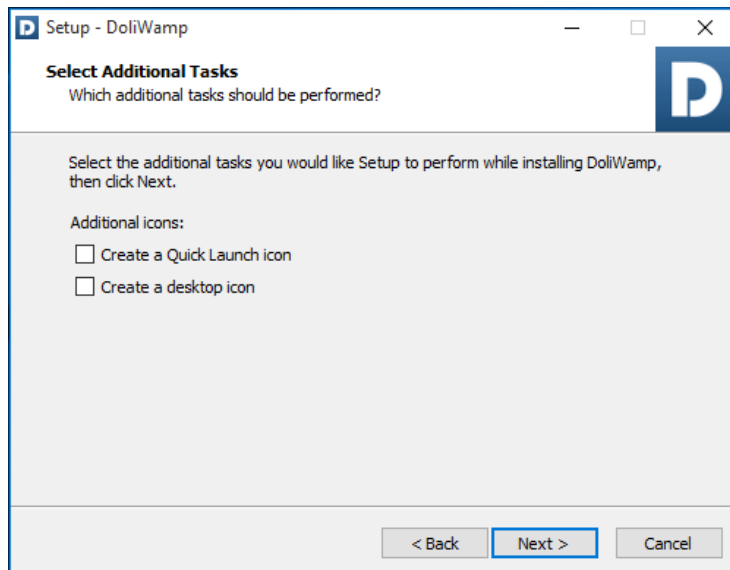 Setup - DoliWamp
Select Additional Tasks
Which additional tasks should be performed?
D
Select the additional tasks you would like Setup to perform while installing DoliWamp,
then click Next.
Additional icons:
Create a Quick Launch icon
Create a desktop icon
< Back
Next >
Cancel